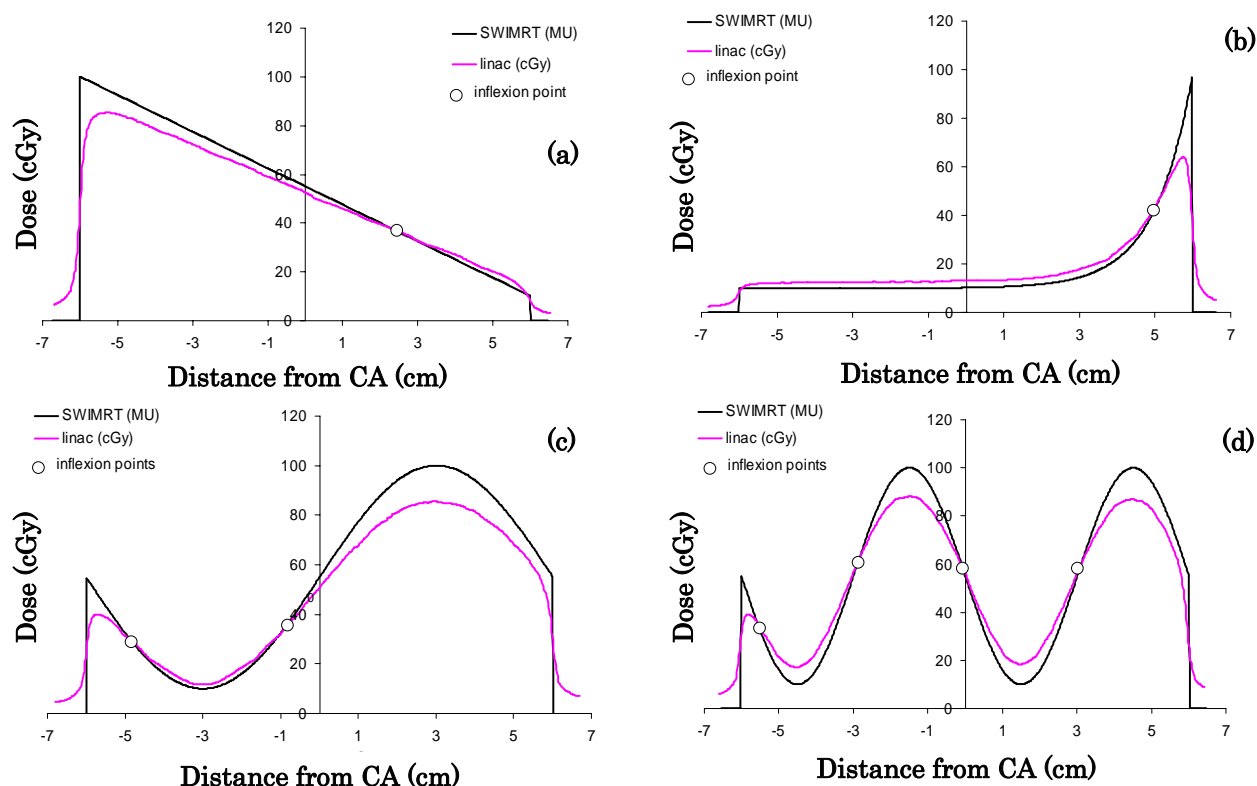 120
SWIMRT (MU)
linac (cGy)
inflexion point
100
80
60
40
20
0
-7 -5 -3 -1 1 3 5 7
Dose (cGy)
Distance from CA (cm)
(a)
SWIMRT (MU)
linac (cGy)
inflexion point
120
100
80
60
40
20
0
-7 -5 -3 -1 1 3 5 7
Dose (cGy)
Distance from CA (cm)
(b)
SWIMRT (MU)
linac (cGy)
inflexion points
120
100
80
60
20
0
-7 -5 -3 -1 1 3 5 7
Dose (cGy)
Distance from CA (cm)
(c)
SWIMRT (MU)
linac (cGy)
inflexion points
120
100
80
60
40
20
0
-7 -5 -3 -1 1 3 5 7
Dose (cGy)
Distance from CA (cm)
(d)